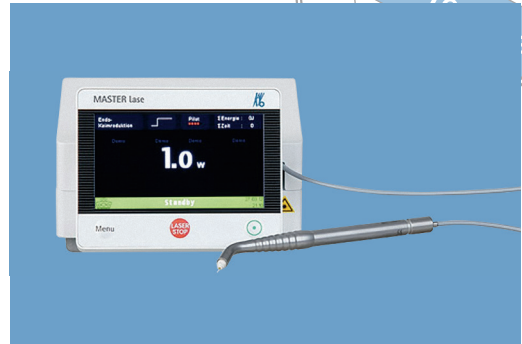 MASTER Lase
Endo-
Keimreduktion
Pilot
Σ Energie : 0J
Σ Zeit : 0
Demo Demo Demo Demo
1.0 w
Standby
Menu
LASER
STOP